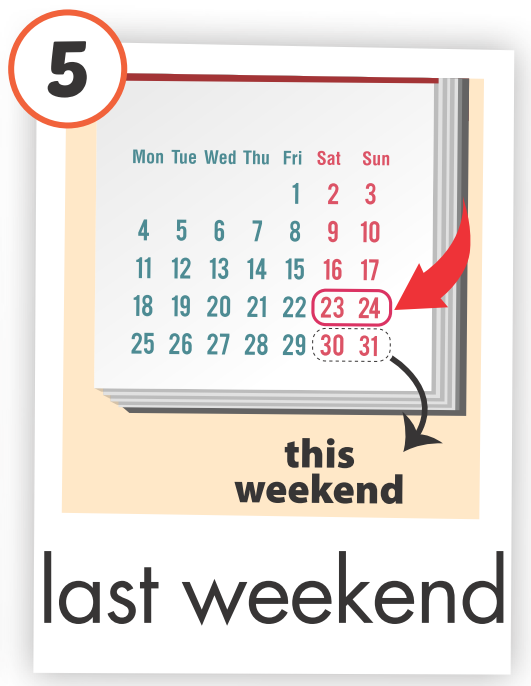 5
Mon Tue Wed Thu Fri Sat Sun
1 2 3
4 5 6 7 8 9 10
11 12 13 14 15 16 17
18 19 20 21 22 23 24
25 26 27 28 29 30 31
this
weekend
last weekend